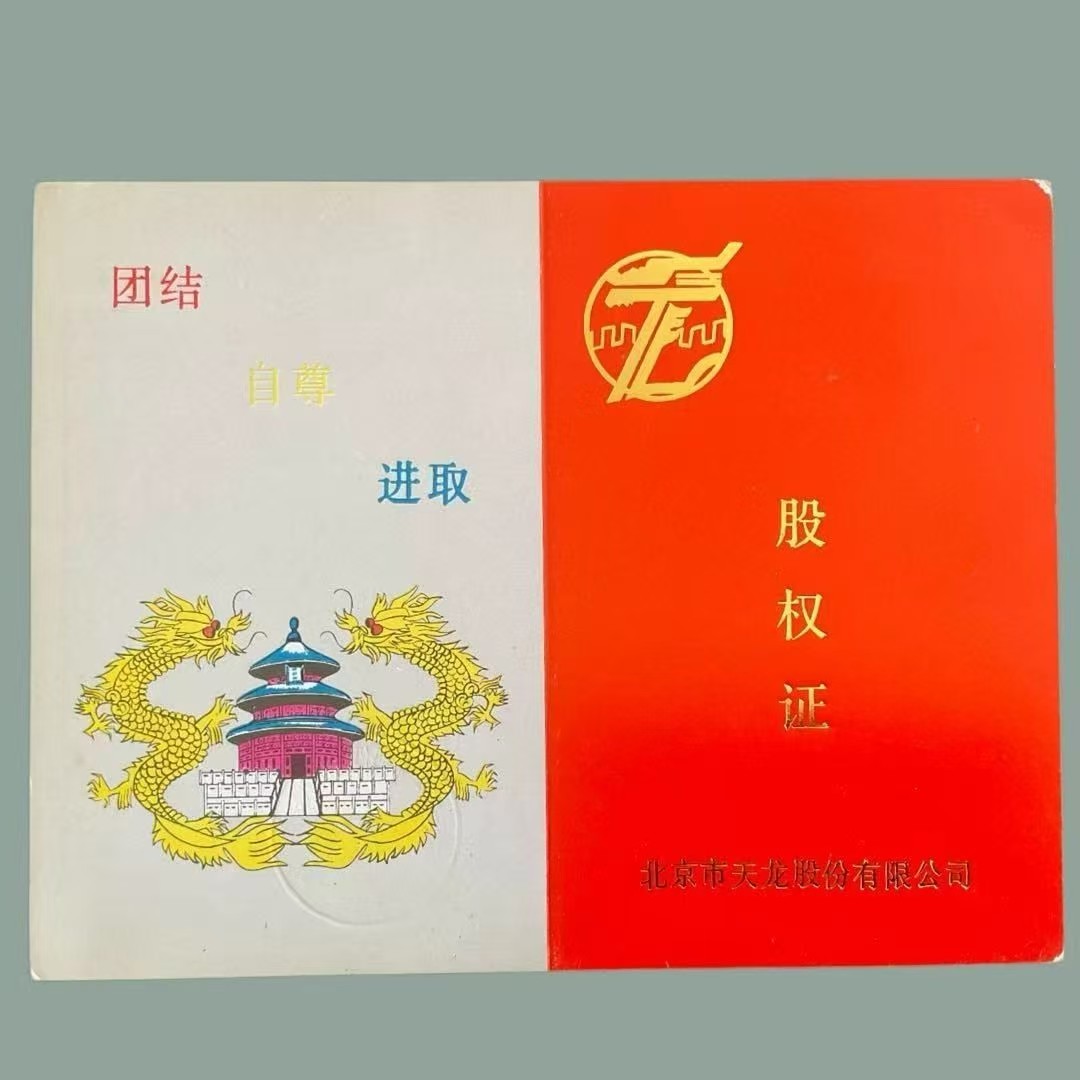 团结
自尊
进取
股
权
证
北京市天龙股份有限公司